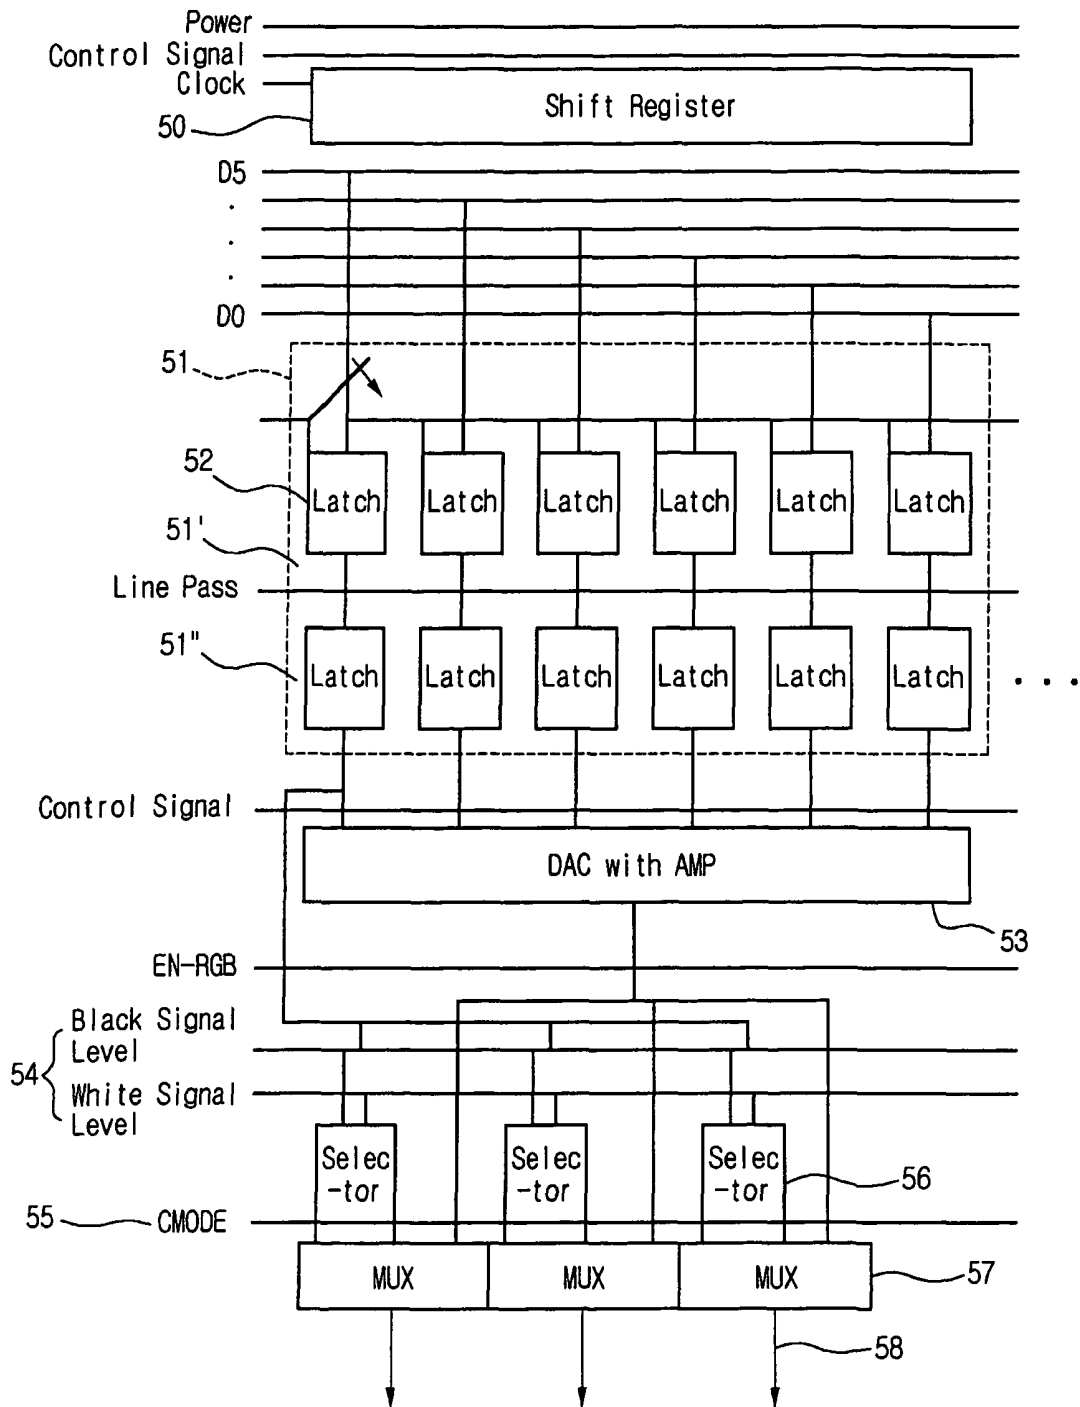 Power
Control Signal
Clock
Shift Register
50
D5
.
.
.
D0
51
52
Latch Latch Latch Latch Latch Latch
51'
Line Pass
51"
Latch Latch Latch Latch Latch Latch
. . .
Control Signal
DAC with AMP
53
EN-RGB
Black Signal
Level
54
White Signal
Level
Selec
-tor
Selec
-tor
Selec
-tor
56
55
CMODE
MUX MUX MUX
57
58